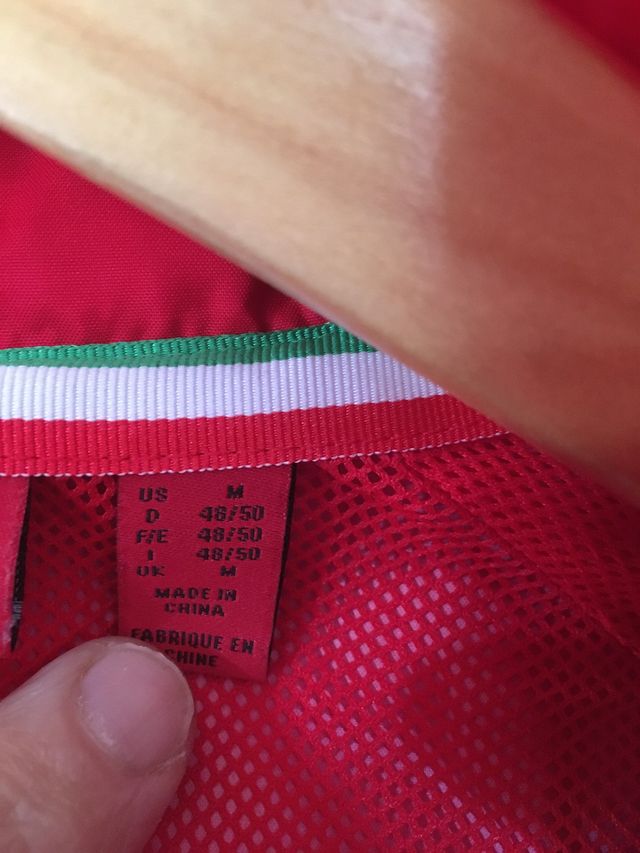 US M
D 48/50
F/E 48/50
I 48/50
UK M
MADE IN
CHINA
FABRIQUE EN
CHINE